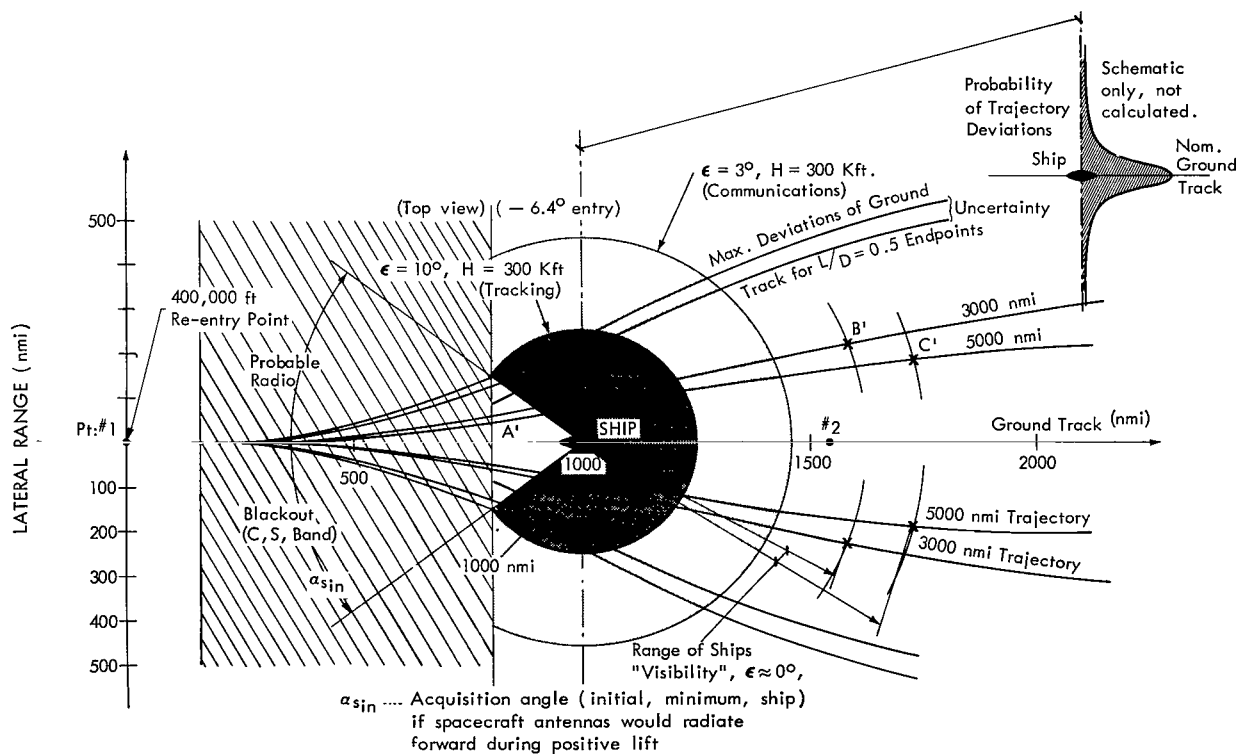 Probability
of Trajectory
Deviations
Schematic
only, not
calculated.
Ship
Nom.
Ground
Track
ϵ = 3°, H = 300 Kft.
(Communications)
(Top view) (– 6.4° entry)
Max. Deviations of Ground
Track for L/D = 0.5 Endpoints
Uncertainty
ϵ = 10°, H = 300 Kft
(Tracking)
400,000 ft
Re-entry Point
Probable
Radio
3000 nmi
5000 nmi
B'
C'
LATERAL RANGE (nmi)
500
Pt:#1
A'
SHIP
#2
Ground Track (nmi)
500
1000
1500
2000
100
200
300
400
500
Blackout
(C,S, Band)
1000 nmi
αsin
5000 nmi Trajectory
3000 nmi Trajectory
Range of Ships
"Visibility", ϵ≈0°,
αsin .... Acquisition angle (initial, minimum, ship)
if spacecraft antennas would radiate
forward during positive lift